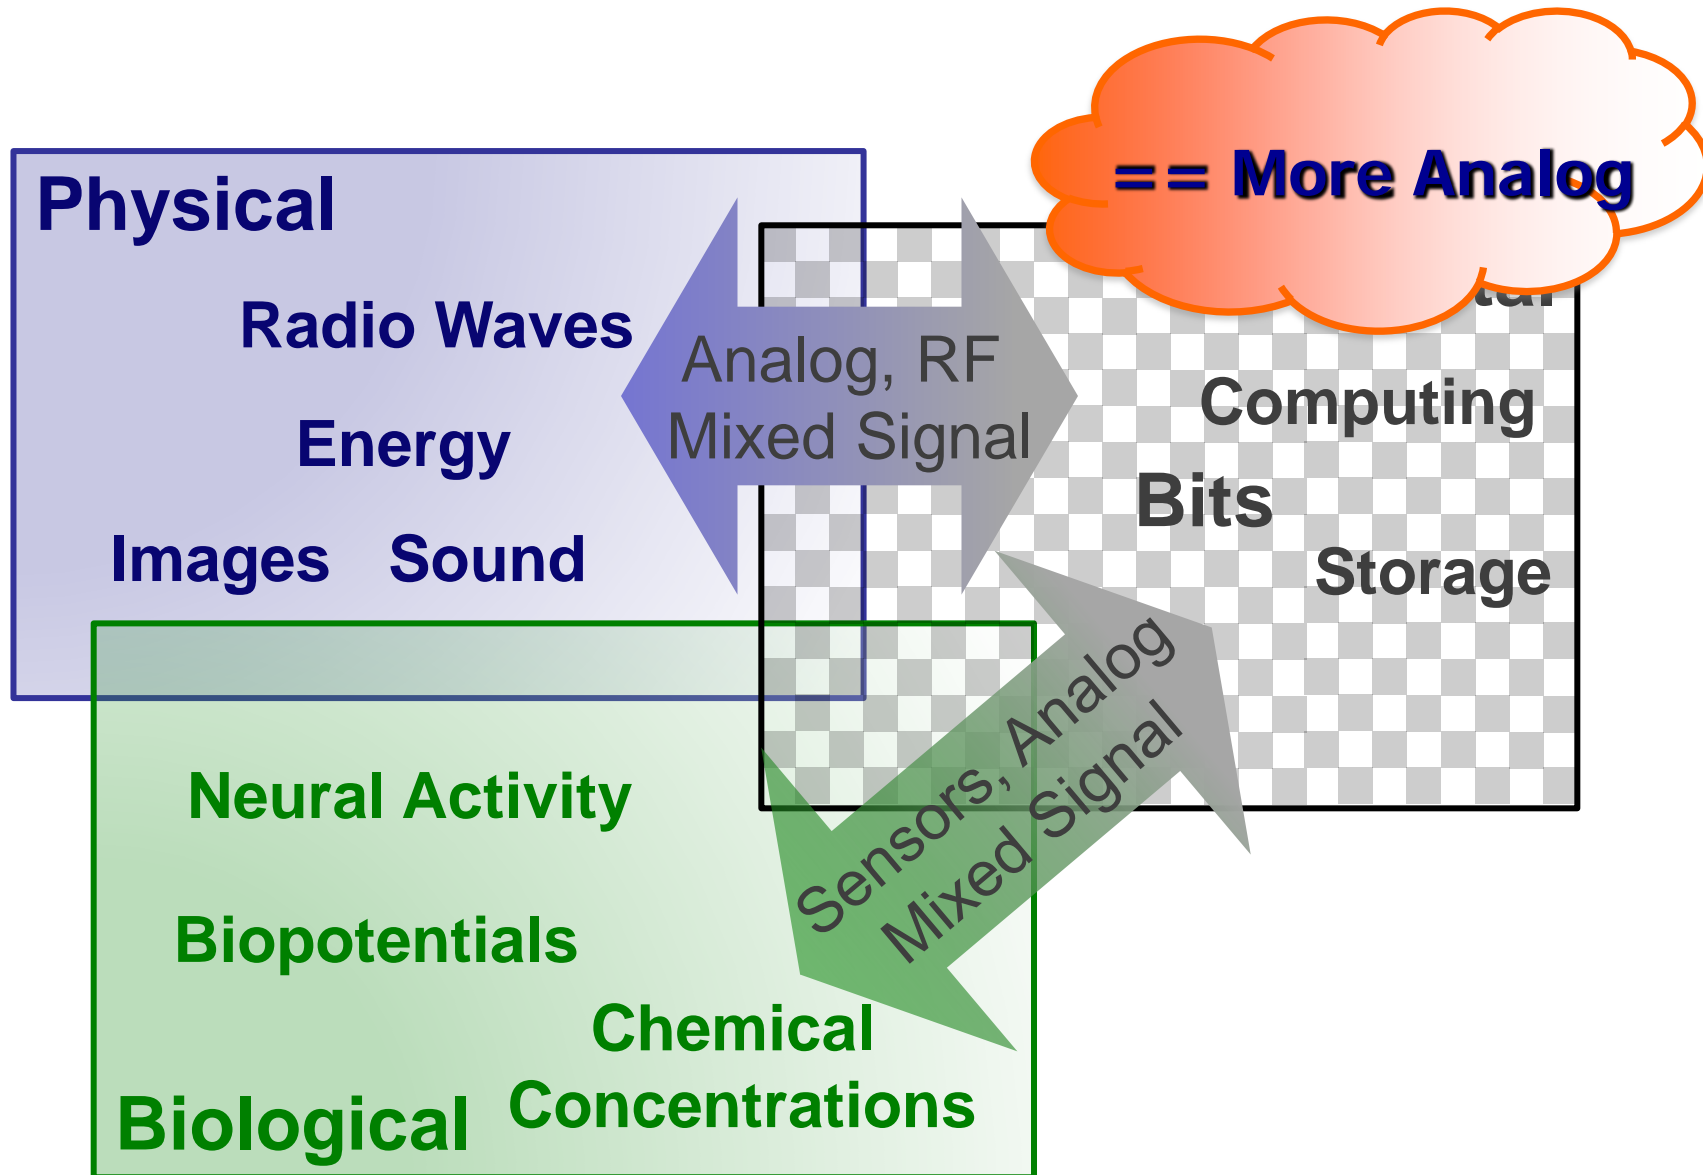 == More Analog
Physical
Radio Waves
Energy
Images Sound
Analog, RF
Mixed Signal
Computing
Bits
Storage
Sensors, Analog
Mixed Signal
Neural Activity
Biopotentials
Chemical
Concentrations
Biological